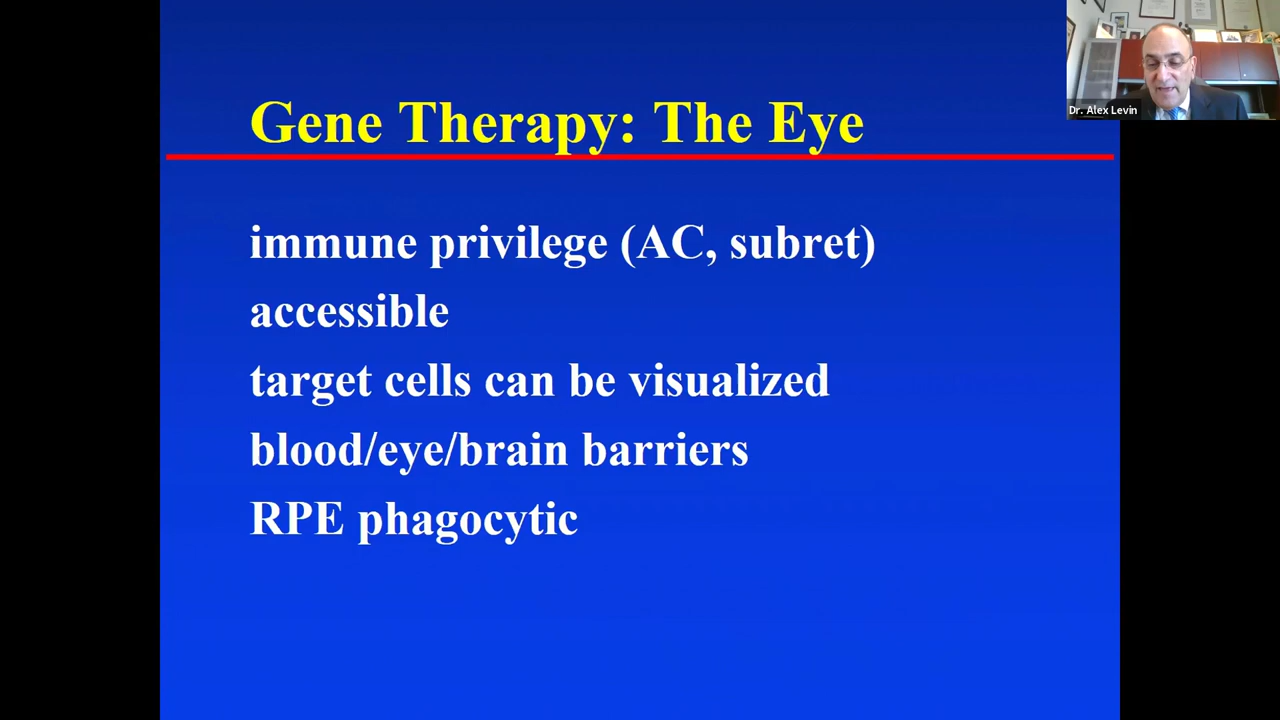 Gene Therapy: The Eye
immune privilege (AC, subret)
accessible
target cells can be visualized
blood/eye/brain barriers
RPE phagocytic
Dr. Alex Levin